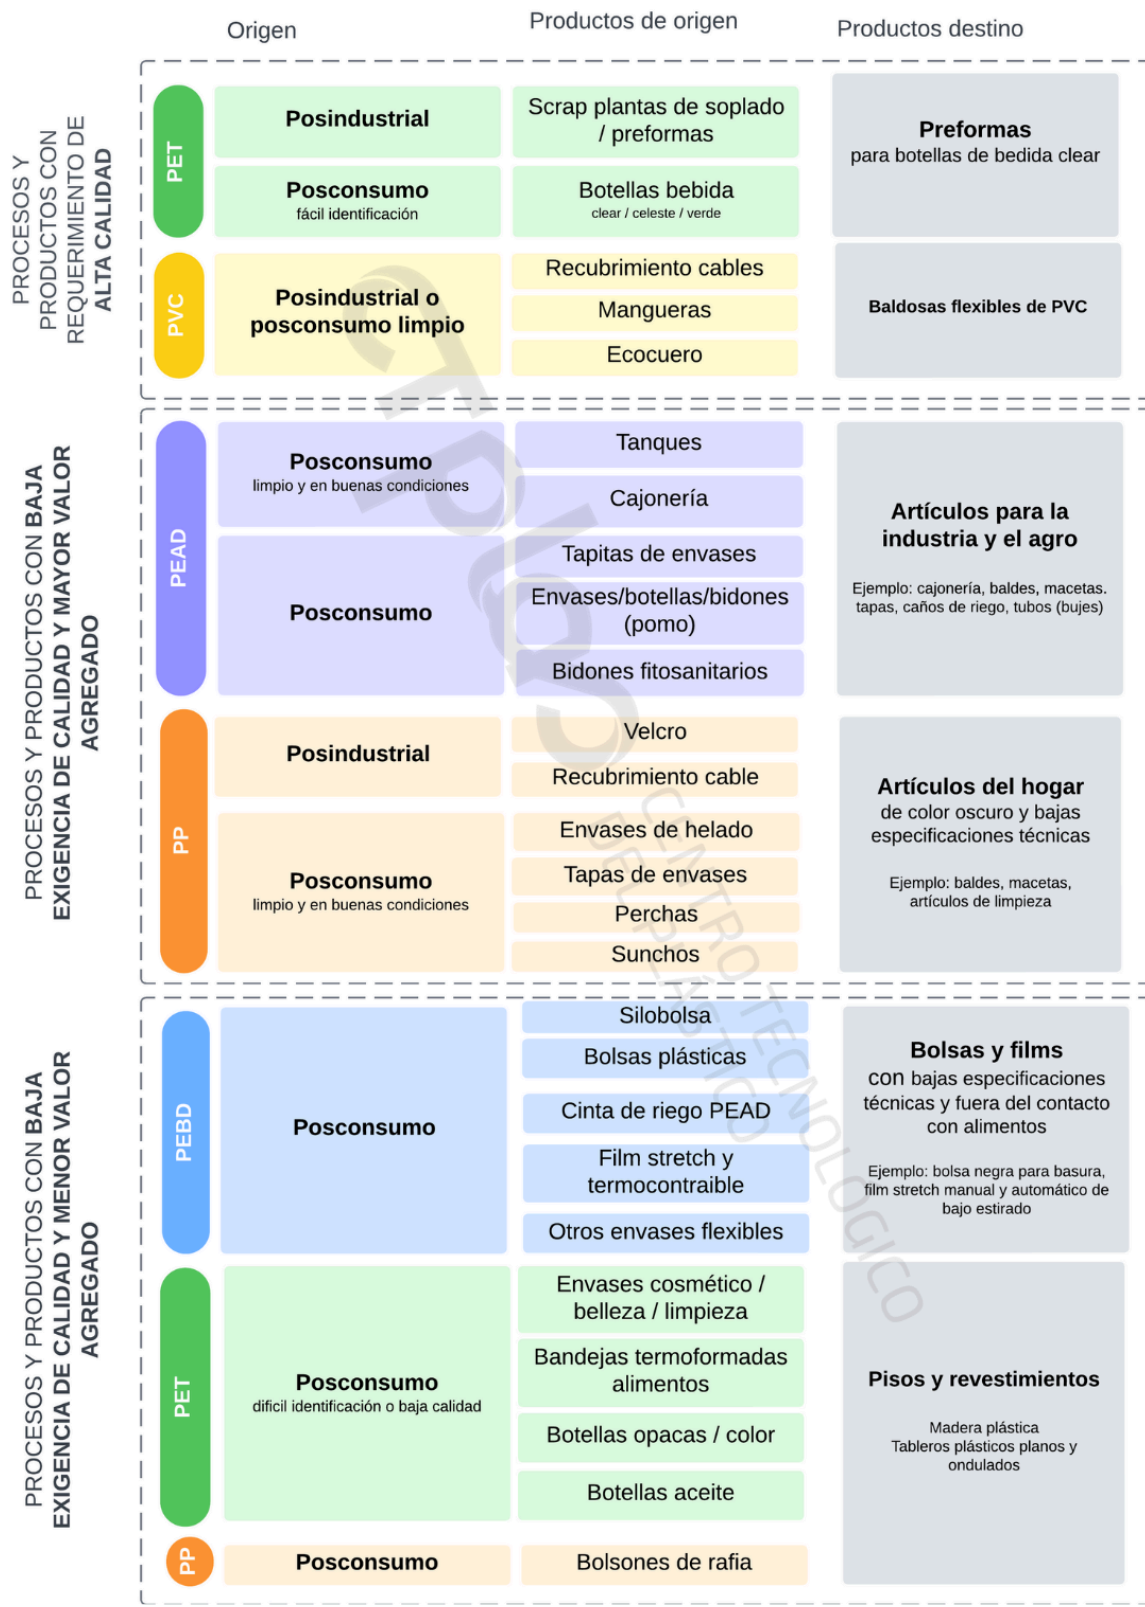 Origen
Productos de origen
Productos destino
PROCESOS Y
PRODUCTOS CON
REQUERIMIENTO DE
ALTA CALIDAD
PET
Posindustrial
Scrap plantas de soplado
/ preformas
Posconsumo
fácil identificación
Botellas bebida
clear / celeste / verde
Preformas
para botellas de bedida clear
PVC
Posindustrial o
posconsumo limpio
Recubrimiento cables
Mangueras
Ecocuero
Baldosas flexibles de PVC
PROCESOS Y PRODUCTOS CON BAJA
EXIGENCIA DE CALIDAD Y MAYOR VALOR
AGREGADO
PEAD
Posconsumo
limpio y en buenas condiciones
Tanques
Cajonería
Posconsumo
Tapitas de envases
Envases/botellas/bidones
(pomo)
Bidones fitosanitarios
Artículos para la
industria y el agro
Ejemplo: cajonería, baldes, macetas.
tapas, caños de riego, tubos (bujes)
PP
Posindustrial
Velcro
Recubrimiento cable
Posconsumo
limpio y en buenas condiciones
Envases de helado
Tapas de envases
Perchas
Sunchos
Artículos del hogar
de color oscuro y bajas
especificaciones técnicas
Ejemplo: baldes, macetas,
artículos de limpieza
PROCESOS Y PRODUCTOS CON BAJA
EXIGENCIA DE CALIDAD Y MENOR VALOR
AGREGADO
PEBD
Posconsumo
Silobolsa
Bolsas plásticas
Cinta de riego PEAD
Film stretch y
termocontraible
Otros envases flexibles
Bolsas y films
con bajas especificaciones
técnicas y fuera del contacto
con alimentos
Ejemplo: bolsa negra para basura,
film stretch manual y automático de
bajo estirado
PET
Posconsumo
dificil identificación o baja calidad
Envases cosmético /
belleza / limpieza
Bandejas termoformadas
alimentos
Botellas opacas / color
Botellas aceite
Pisos y revestimientos
Madera plástica
Tableros plásticos planos y
ondulados
PP
Posconsumo
Bolsones de rafia
cTplas
CENTRO TECNOLOGICO
DEL PLÁSTICO